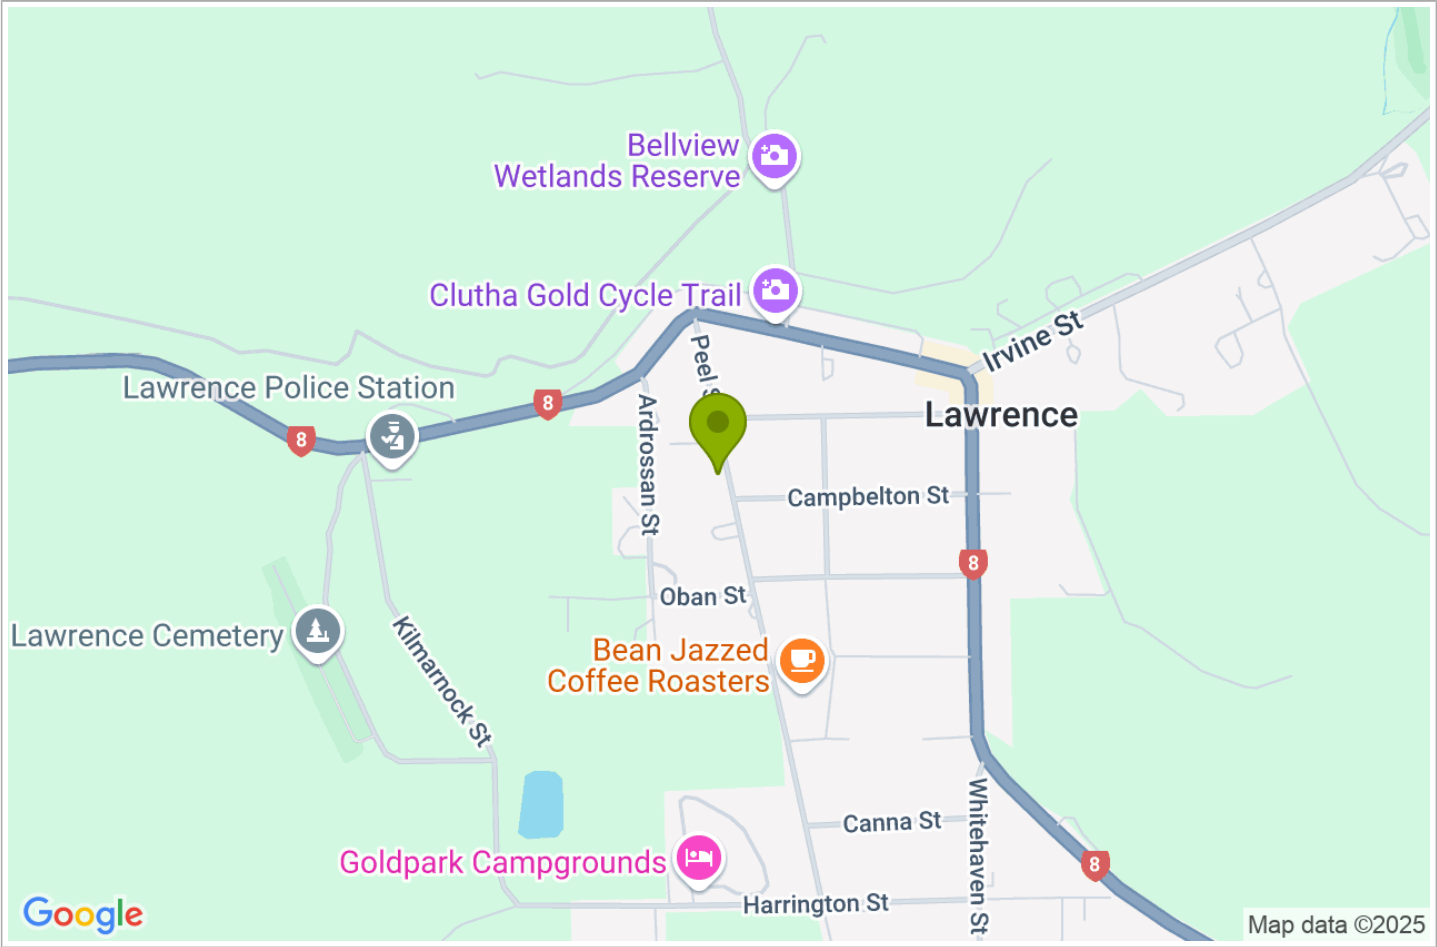 Bellview
Wetlands Reserve
Clutha Gold Cycle Trail
Irvine St
Peel S
Lawrence Police Station
8
8
Lawrence
Ardrossan St
Campbelton St
8
Oban St
Lawrence Cemetery
Kilmarnock St
Bean Jazzed
Coffee Roasters
Whitehaven St
Canna St
Goldpark Campgrounds
8
Harrington St
Google
Map data ©2025